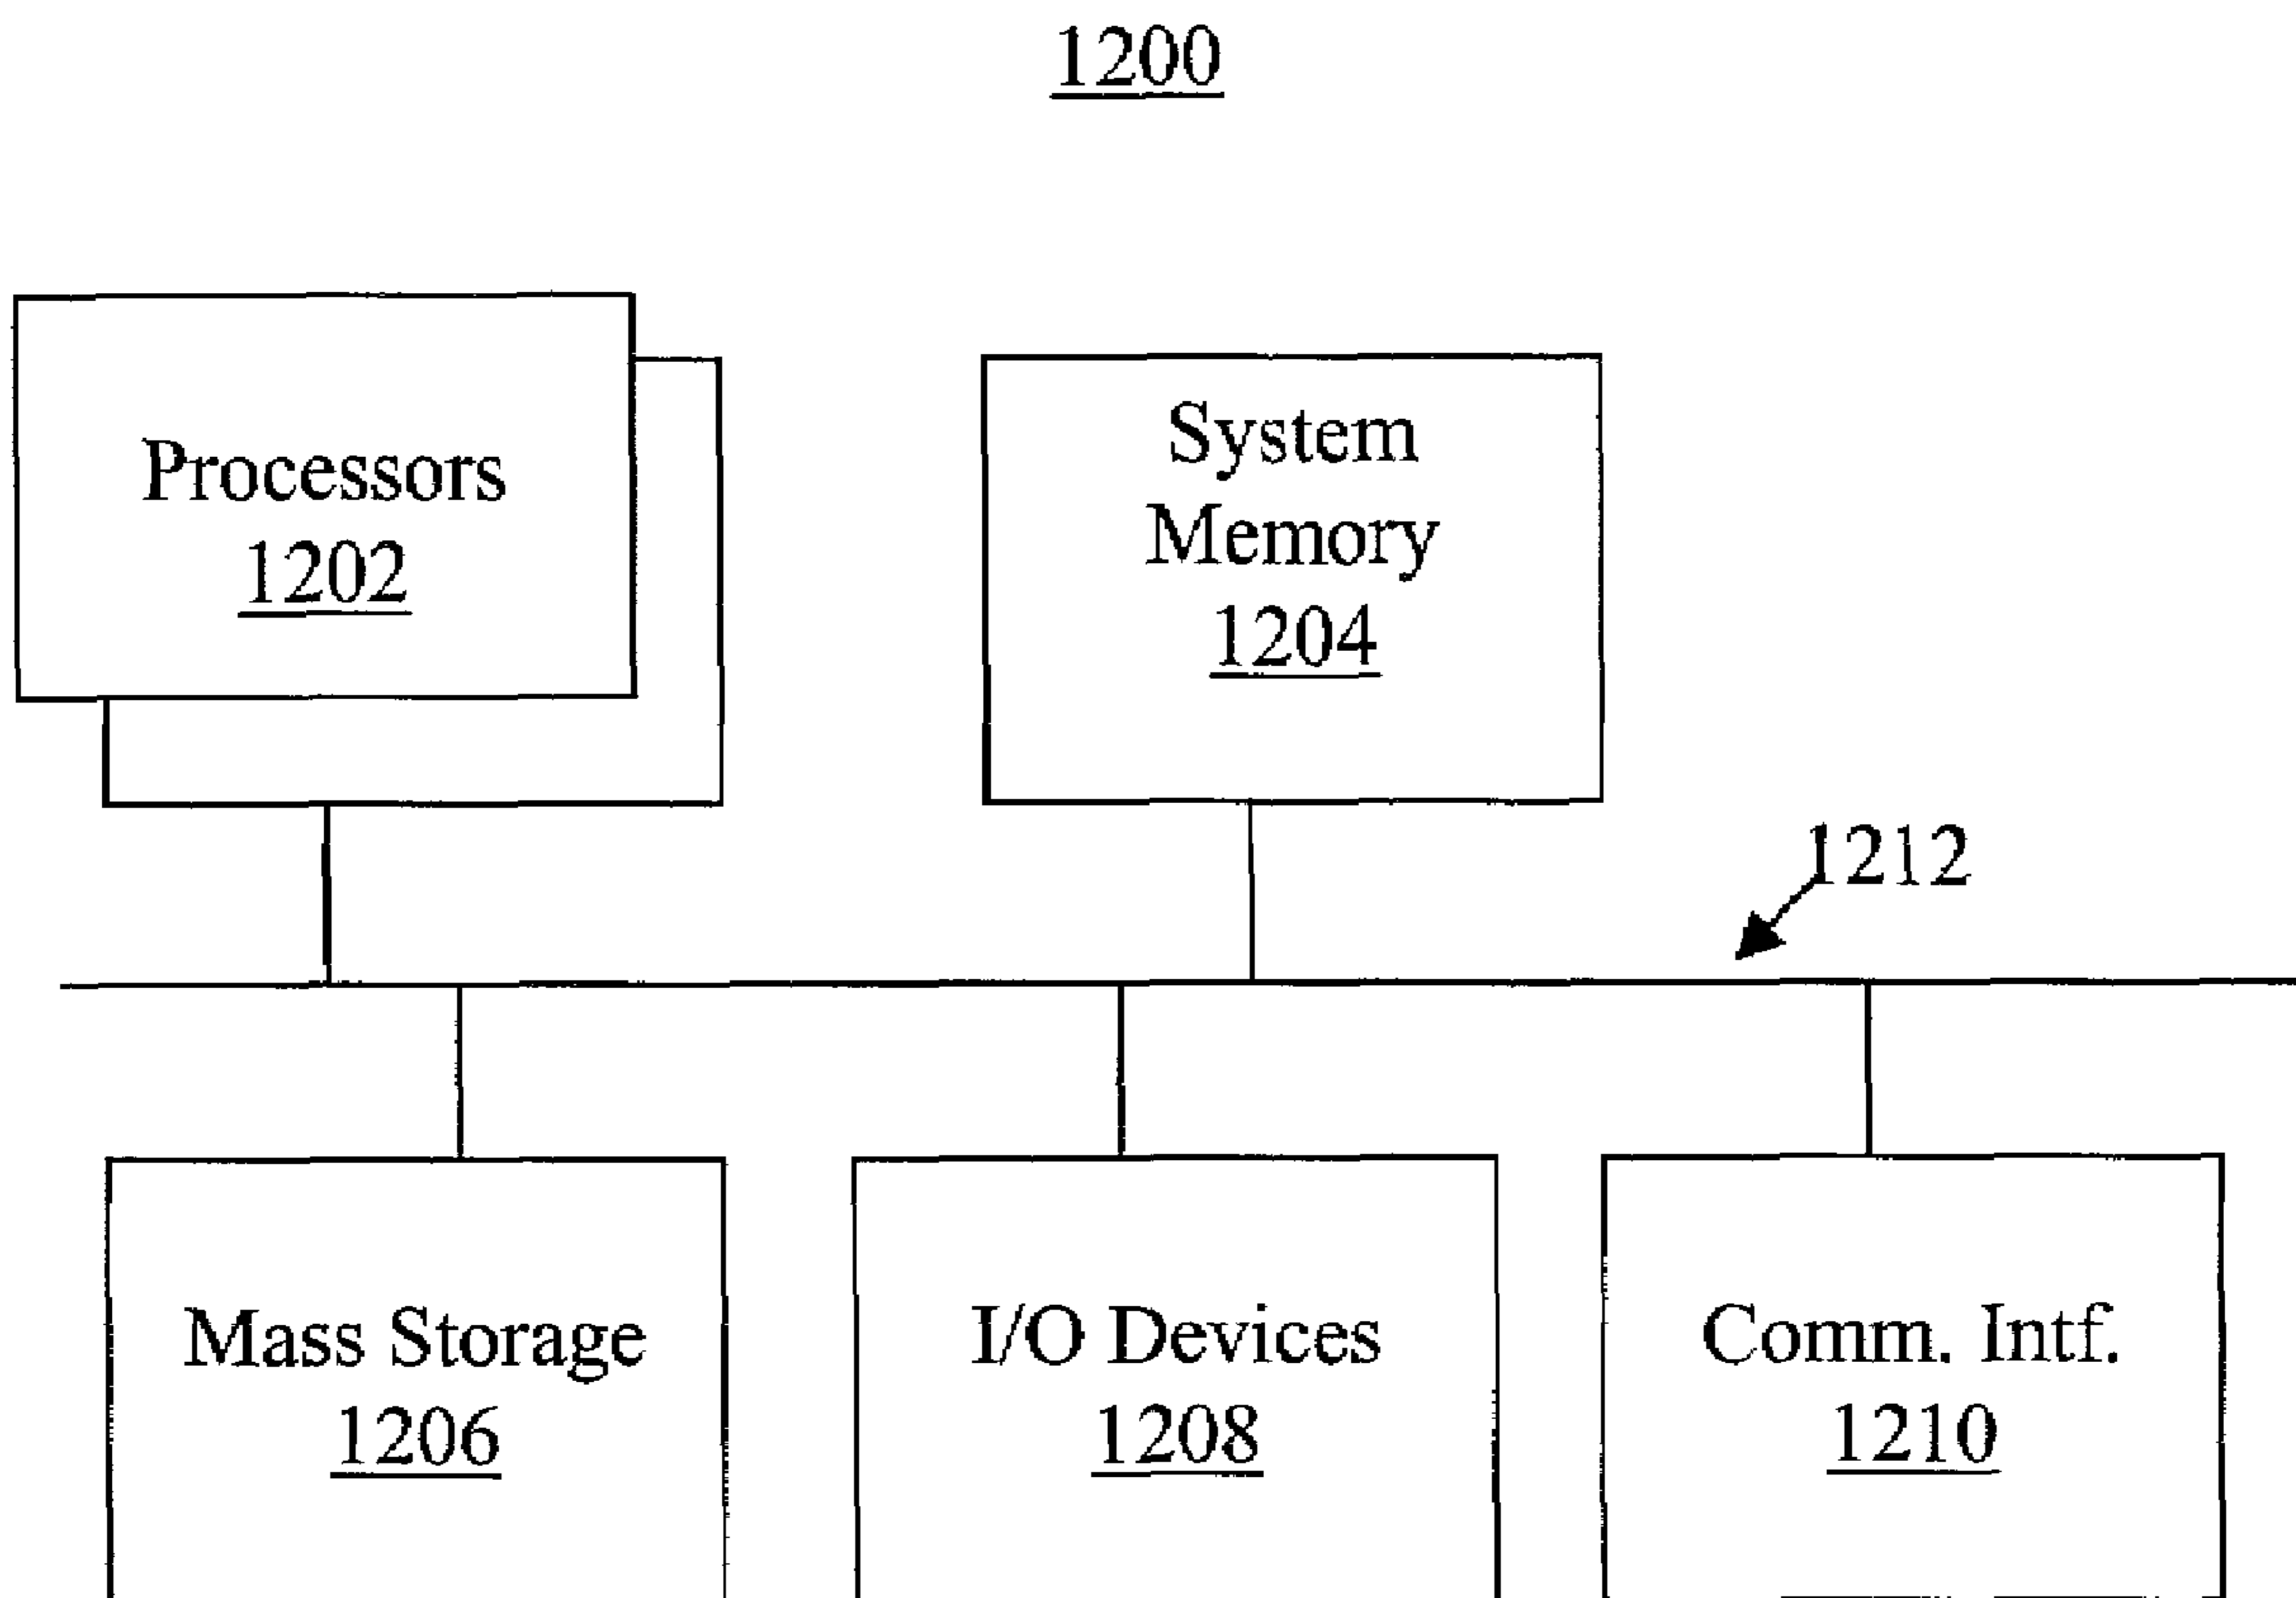 1200
Processors
1202
System
Memory
1204
1212
Mass Storage
1206
I/O Devices
1208
Comm. Intf.
1210